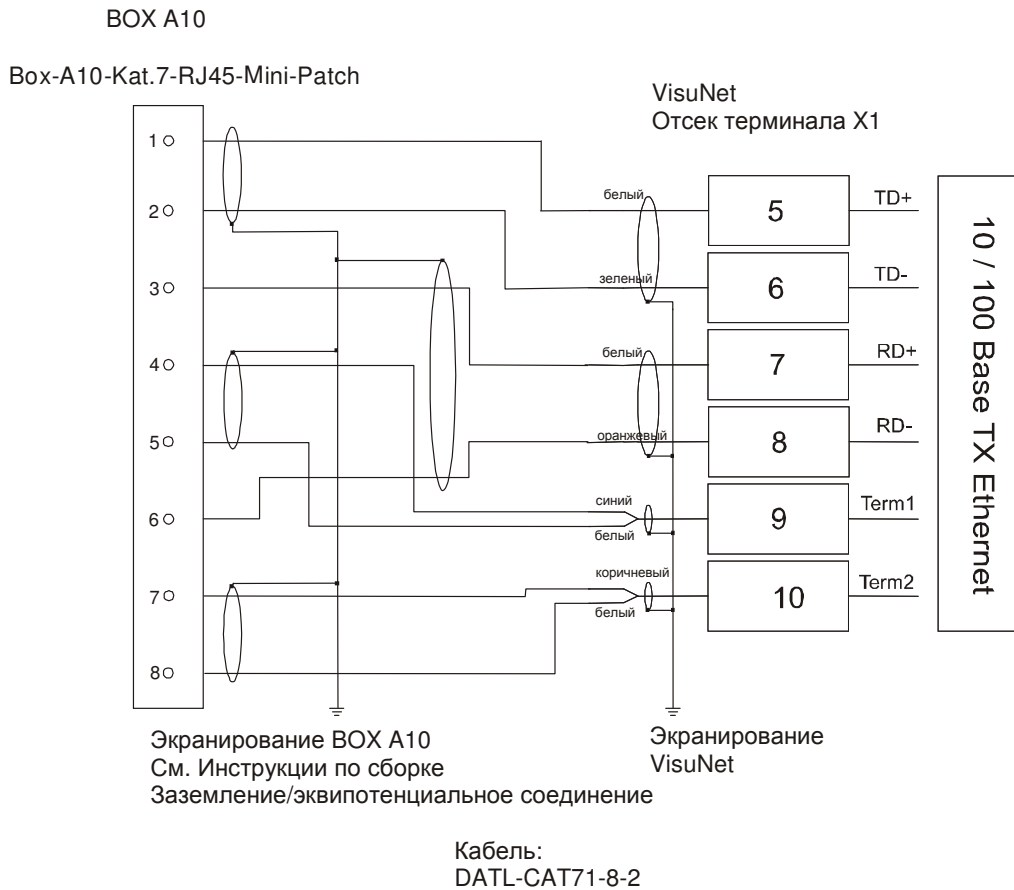 BOX A10
Box-A10-Kat.7-RJ45-Mini-Patch
VisuNet
Отсек терминала X1
1
2
3
4
5
6
7
8
белый
зеленый
белый
оранжевый
синий
белый
коричневый
белый
5
6
7
8
9
10
TD+
TD-
RD+
RD-
Term1
Term2
10 / 100 Base TX Ethernet
Экранирование BOX A10
См. Инструкции по сборке
Заземление/эквипотенциальное соединение
Экранирование
VisuNet
Кабель:
DATL-CAT71-8-2